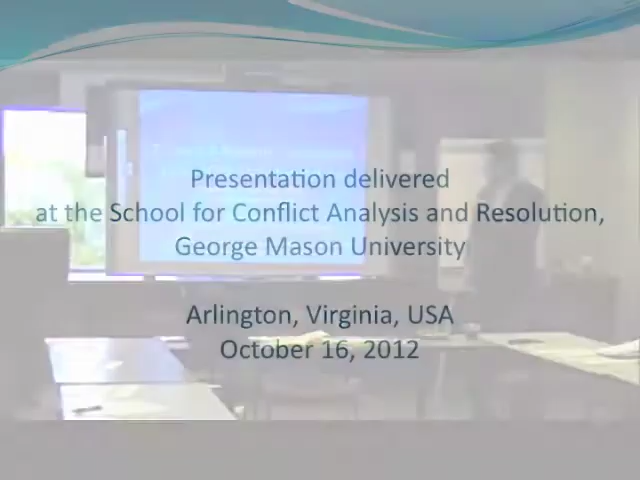 Presentation delivered
at the School for Conflict Analysis and Resolution,
George Mason University
Arlington, Virginia, USA
October 16, 2012